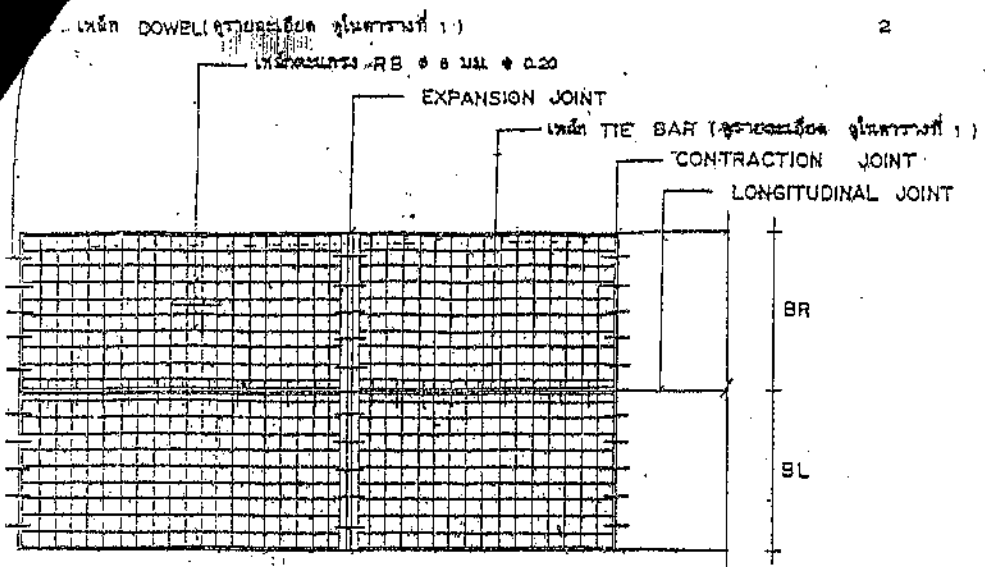 เหล็ก DOWEL(ดูรายละเอียด ดูในตารางที่ 1)
2
เหล็กตะแกรง RB ø 6 มม. @ 0.20
EXPANSION JOINT
เหล็ก TIE BAR (ดูรายละเอียด ดูในตารางที่ 1)
CONTRACTION JOINT
LONGITUDINAL JOINT
BR
BL